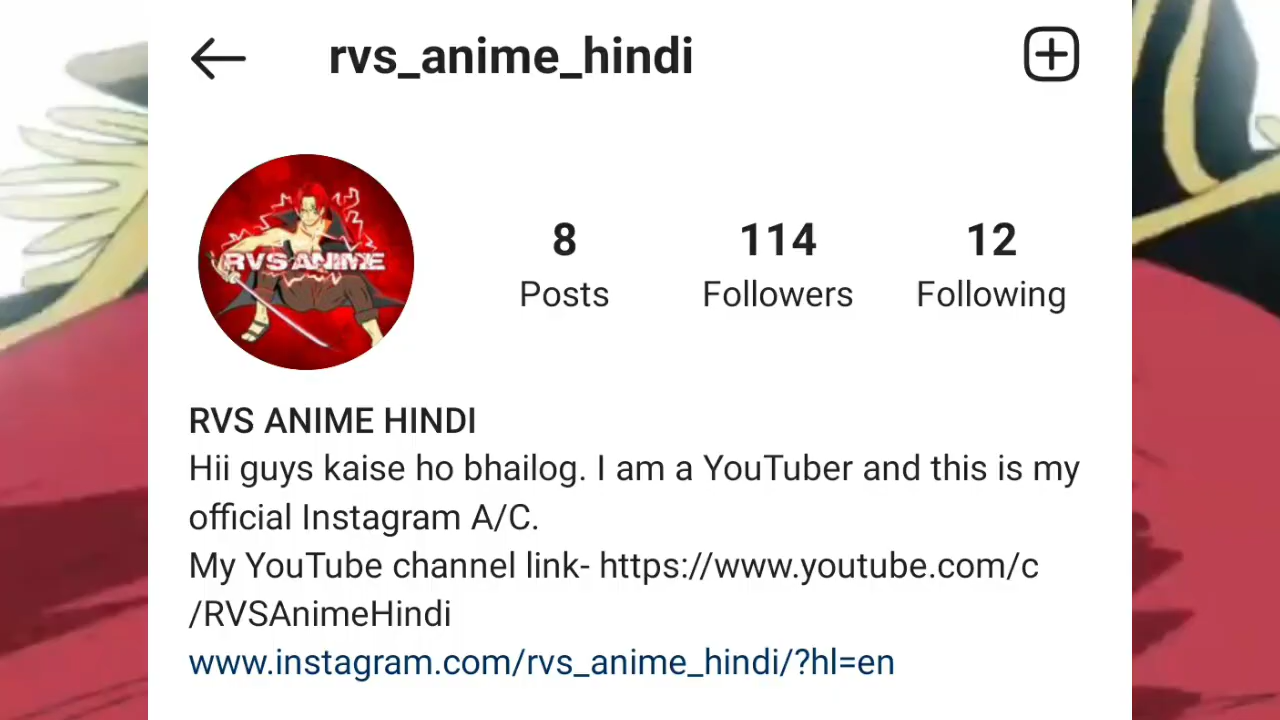 rvs_anime_hindi
RVS ANIME
8 114 12
Posts Followers Following
RVS ANIME HINDI
Hii guys kaise ho bhailog. I am a YouTuber and this is my
official Instagram A/C.
My YouTube channel link- https://www.youtube.com/c
/RVSAnimeHindi
www.instagram.com/rvs_anime_hindi/?hl=en